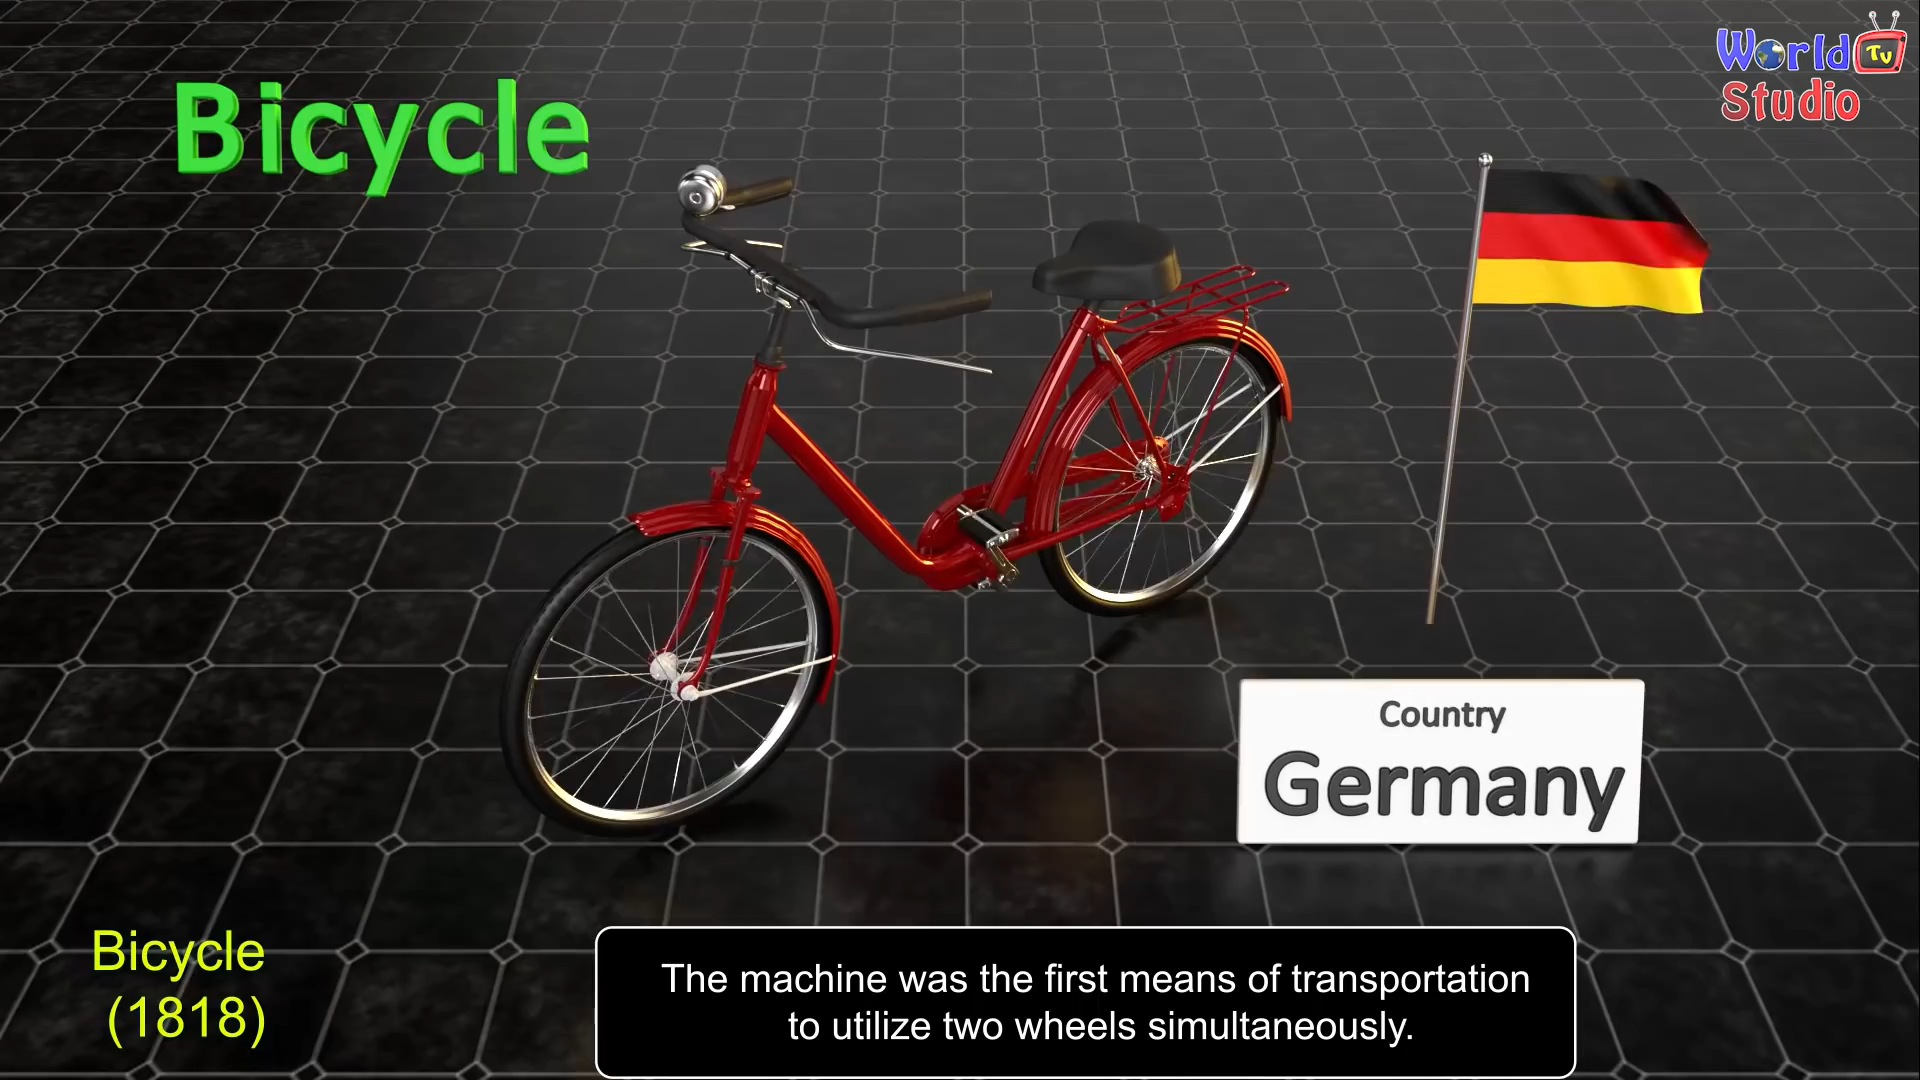 World Tv
Studio
Bicycle
Country
Germany
Bicycle
(1818)
The machine was the first means of transportation
to utilize two wheels simultaneously.